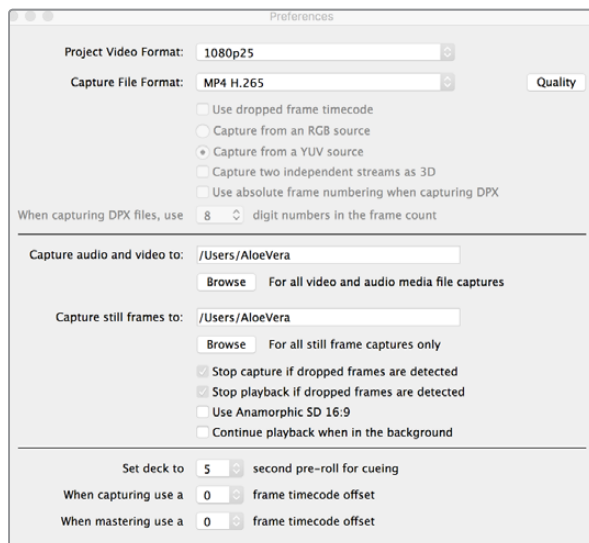 Preferences
Project Video Format: 1080p25
Capture File Format: MP4 H.265 Quality
Use dropped frame timecode
Capture from an RGB source
Capture from a YUV source
Capture two independent streams as 3D
Use absolute frame numbering when capturing DPX
When capturing DPX files, use 8 digit numbers in the frame count
Capture audio and video to: /Users/AloeVera
Browse For all video and audio media file captures
Capture still frames to: /Users/AloeVera
Browse For all still frame captures only
Stop capture if dropped frames are detected
Stop playback if dropped frames are detected
Use Anamorphic SD 16:9
Continue playback when in the background
Set deck to 5 second pre-roll for cueing
When capturing use a 0 frame timecode offset
When mastering use a 0 frame timecode offset